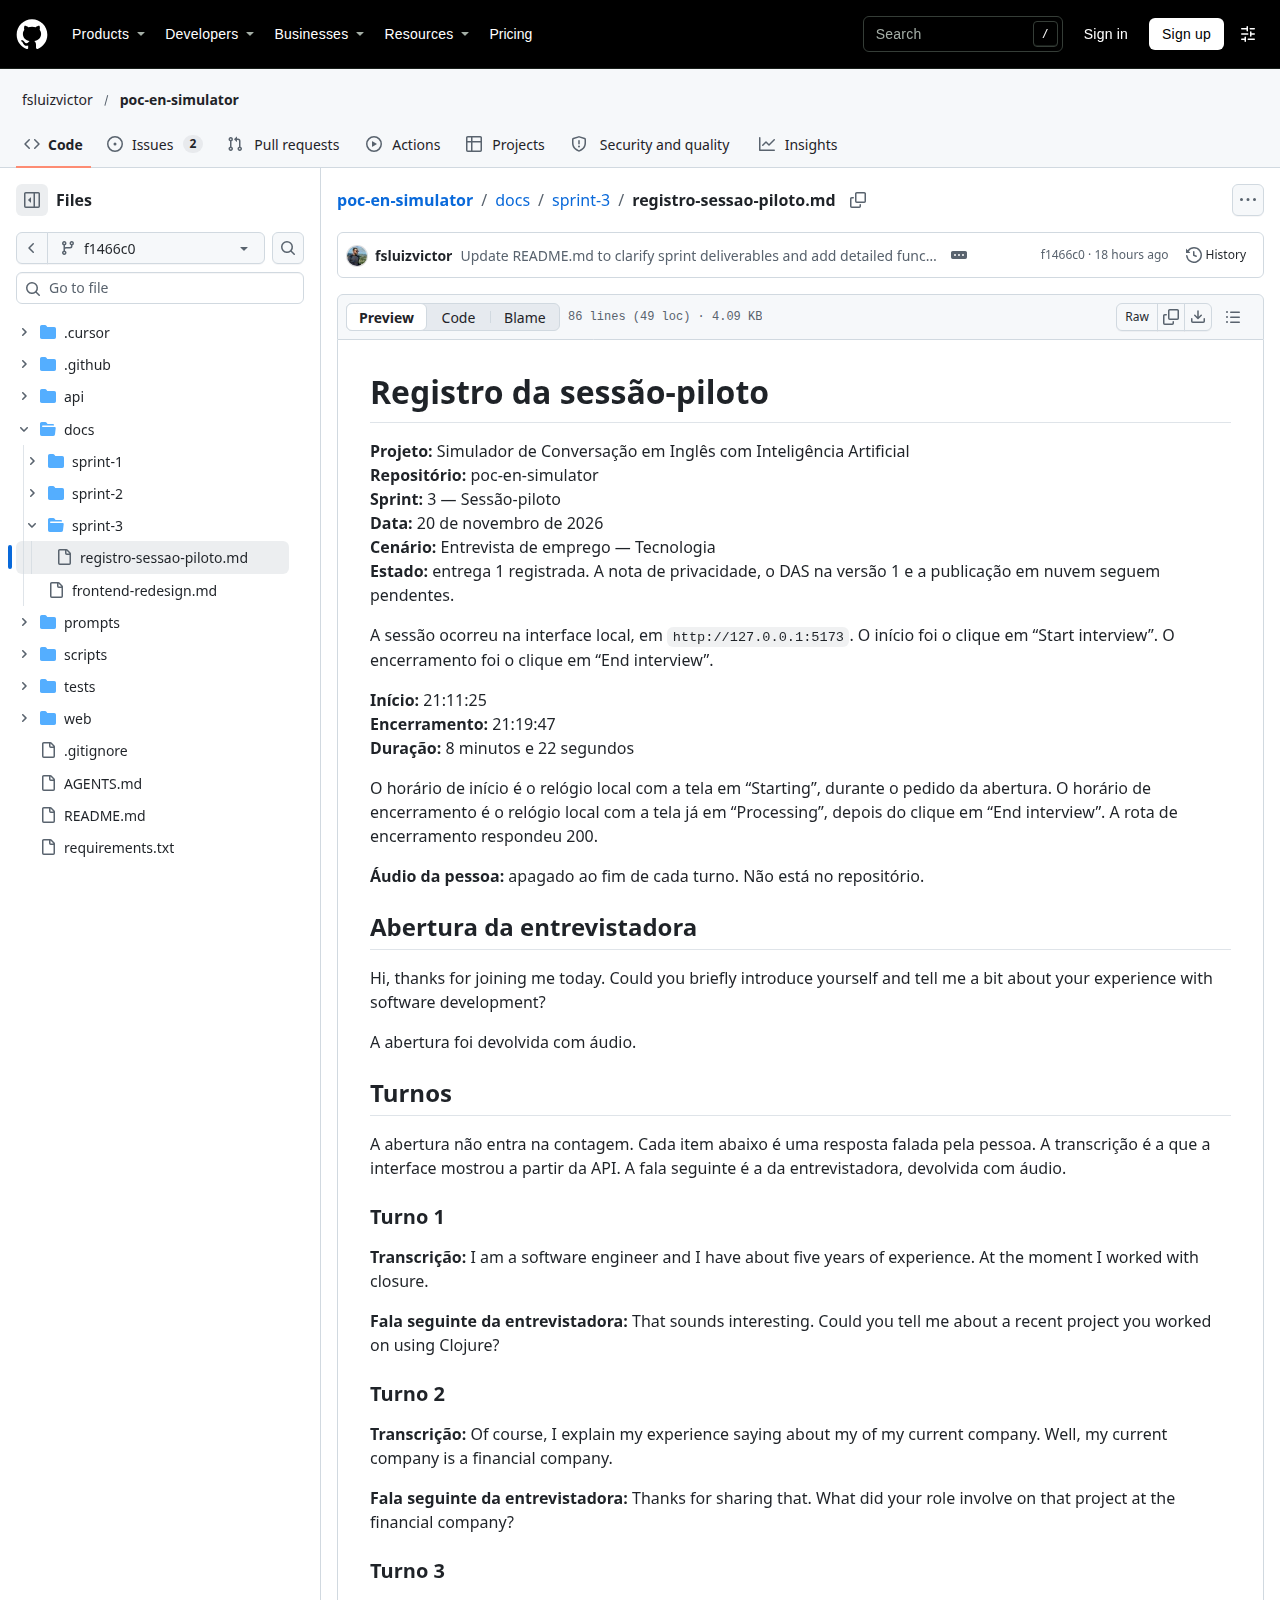 Products Developers Businesses Resources Pricing Search / Sign in Sign up
fsluizvictor / poc-en-simulator
Code Issues 2 Pull requests Actions Projects Security and quality Insights
Files
f1466c0
Go to file
.cursor
.github
api
docs
sprint-1
sprint-2
sprint-3
registro-sessao-piloto.md
frontend-redesign.md
prompts
scripts
tests
web
.gitignore
AGENTS.md
README.md
requirements.txt
poc-en-simulator / docs / sprint-3 / registro-sessao-piloto.md
fsluizvictor Update README.md to clarify sprint deliverables and add detailed func... f1466c0 · 18 hours ago History
Preview Code Blame 86 lines (49 loc) · 4.09 KB Raw
Registro da sessão-piloto
Projeto: Simulador de Conversação em Inglês com Inteligência Artificial
Repositório: poc-en-simulator
Sprint: 3 — Sessão-piloto
Data: 20 de novembro de 2026
Cenário: Entrevista de emprego — Tecnologia
Estado: entrega 1 registrada. A nota de privacidade, o DAS na versão 1 e a publicação em nuvem seguem
pendentes.
A sessão ocorreu na interface local, em http://127.0.0.1:5173. O início foi o clique em “Start interview”. O
encerramento foi o clique em “End interview”.
Início: 21:11:25
Encerramento: 21:19:47
Duração: 8 minutos e 22 segundos
O horário de início é o relógio local com a tela em “Starting”, durante o pedido da abertura. O horário de
encerramento é o relógio local com a tela já em “Processing”, depois do clique em “End interview”. A rota de
encerramento respondeu 200.
Áudio da pessoa: apagado ao fim de cada turno. Não está no repositório.
Abertura da entrevistadora
Hi, thanks for joining me today. Could you briefly introduce yourself and tell me a bit about your experience with
software development?
A abertura foi devolvida com áudio.
Turnos
A abertura não entra na contagem. Cada item abaixo é uma resposta falada pela pessoa. A transcrição é a que a
interface mostrou a partir da API. A fala seguinte é a da entrevistadora, devolvida com áudio.
Turno 1
Transcrição: I am a software engineer and I have about five years of experience. At the moment I worked with
closure.
Fala seguinte da entrevistadora: That sounds interesting. Could you tell me about a recent project you worked
on using Clojure?
Turno 2
Transcrição: Of course, I explain my experience saying about my of my current company. Well, my current
company is a financial company.
Fala seguinte da entrevistadora: Thanks for sharing that. What did your role involve on that project at the
financial company?
Turno 3